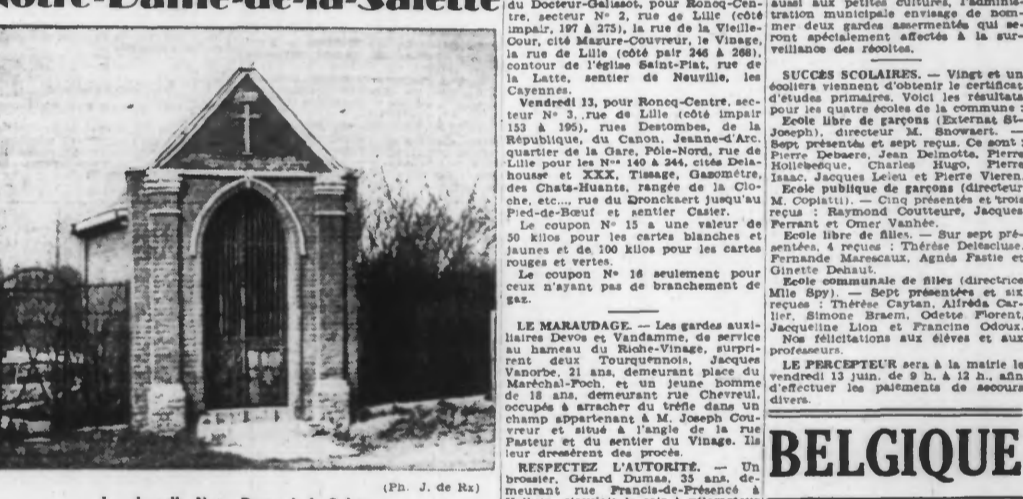 Notre-Dame-de-la-Salette
(Ph. J. de Rx)
du Docteur-Galissot, pour Roncq-Cen-
tre, secteur N° 2, rue de Lille (côté
impair, 197 à 275), la rue de la Vieille-
Cour, cité Mazure-Couvreur, le Vinage,
la rue de Lille (côté pair 246 à 268),
contour de l'église Saint-Piat, rue de
la Latte, sentier de Neuville, les
Cayennes.
Vendredi 13, pour Roncq-Centre, sec-
teur N° 3, rue de Lille (côté impair
153 à 195), rues Destombes, de la
République, du Canon, Jeanne-d'Arc,
quartier de la Gare, Pôle-Nord, rue de
Lille pour les Nos 140 à 244, cités Dela-
housse et XXX, Tissage, Gazomètre,
des Chats-Huants, rangée de la Clo-
che, etc..., rue du Dronckaert jusqu'au
Pied-de-Bœuf et sentier Casier.
Le coupon N° 15 a une valeur de
50 kilos pour les cartes blanches et
jaunes et de 100 kilos pour les cartes
rouges et vertes.
Le coupon N° 16 seulement pour
ceux n'ayant pas de branchement de
gaz.
LE MARAUDAGE. — Les gardes auxi-
liaires Devos et Vandamme, de service
au hameau du Riche-Vinage, surpri-
rent deux Tourquennois, Jacques
Vanorbe, 21 ans, demeurant place du
Maréchal-Foch, et un jeune homme
de 18 ans, demeurant rue Chevreul,
occupés à arracher du trèfle dans un
champ appartenant à M. Joseph Cou-
vreur et situé à l'angle de la rue
Pasteur et du sentier du Vinage. Ils
leur dressèrent des procès.
RESPECTEZ L'AUTORITÉ. — Un
brossier, Gérard Dumas, 35 ans, de-
meurant rue Francis-de-Présencé à
aussi aux petites cultures, l'adminis-
tration municipale envisage de nom-
mer deux gardes assermentés qui se-
ront spécialement affectés à la sur-
veillance des récoltes.
SUCCÈS SCOLAIRES. — Vingt et un
écoliers viennent d'obtenir le certificat
d'études primaires. Voici les résultats
pour les quatre écoles de la commune :
Ecole libre de garçons (Externat St-
Joseph), directeur M. Snowaert. —
Sept présentés et sept reçus. Ce sont :
Pierre Debaere, Jean Delmotte, Pierre
Hollebecque, Charles Hugo, Pierre
Isaac, Jacques Leleu et Pierre Vieren.
Ecole publique de garçons (directeur
M. Coplatti). — Cinq présentés et trois
reçus : Raymond Coutteure, Jacques
Ferrant et Omer Vanhée.
Ecole libre de filles. — Sur sept pré-
sentées, 4 reçues : Thérèse Delescluse,
Fernande Marescaux, Agnès Fastle et
Ginette Dehaut.
Ecole communale de filles (directrice
Mlle Spy). — Sept présentées et six
reçues : Thérèse Caytan, Alfréda Car-
lier, Simone Braem, Odette Florent,
Jacqueline Lion et Francine Odoux.
Nos félicitations aux élèves et aux
professeurs.
LE PERCEPTEUR sera à la mairie le
vendredi 13 juin, de 9 h. à 12 h., afin
d'effectuer les paiements de secours
divers.
BELGIQUE